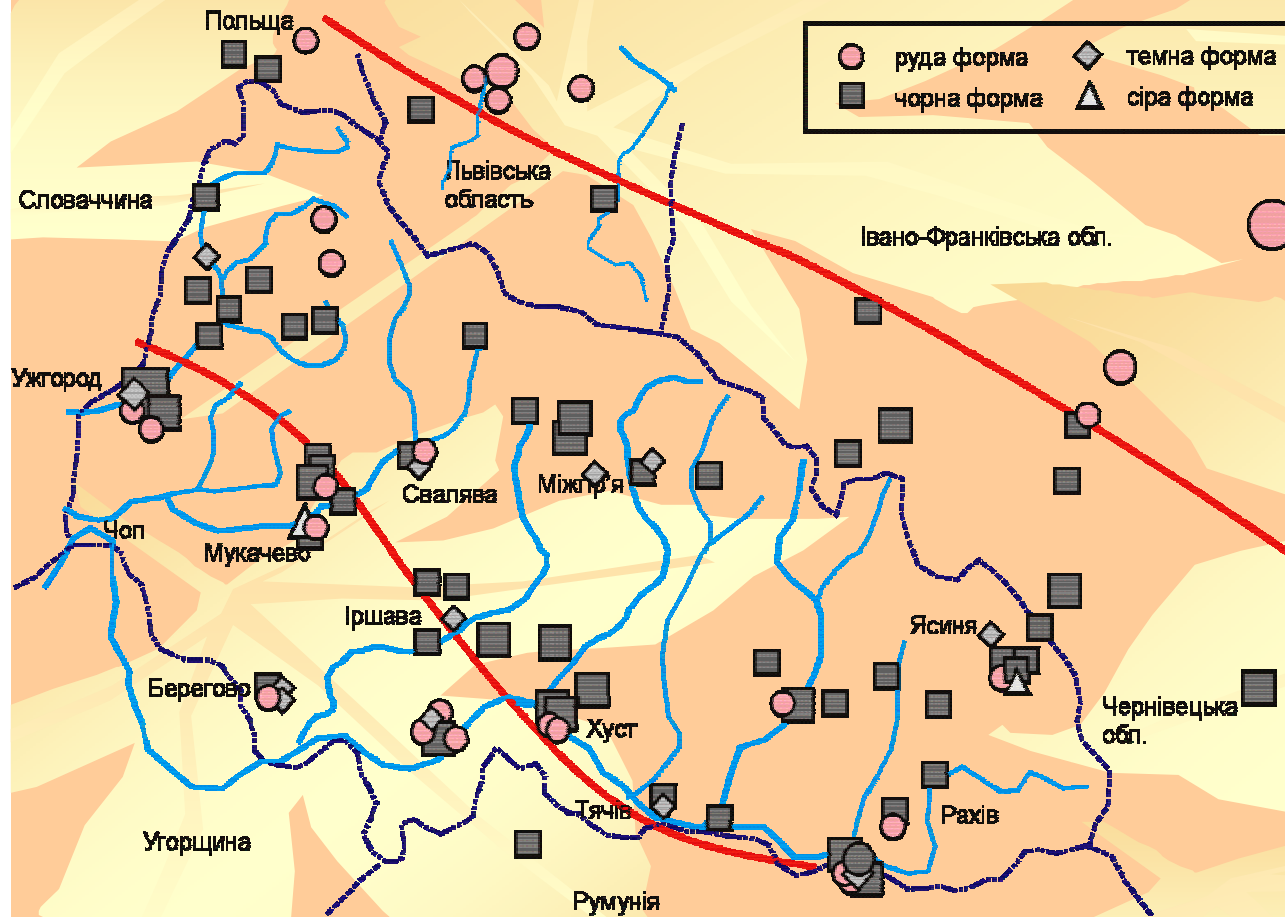 Польща
руда форма
темна форма
чорна форма
сіра форма
Львівська
область
Словаччина
Івано-Франківська обл.
Ужгород
Свалява
Міжгір'я
Чоп
Мукачево
Іршава
Ясиня
Берегово
Хуст
Чернівецька
обл.
Тячів
Рахів
Угорщина
Румунія